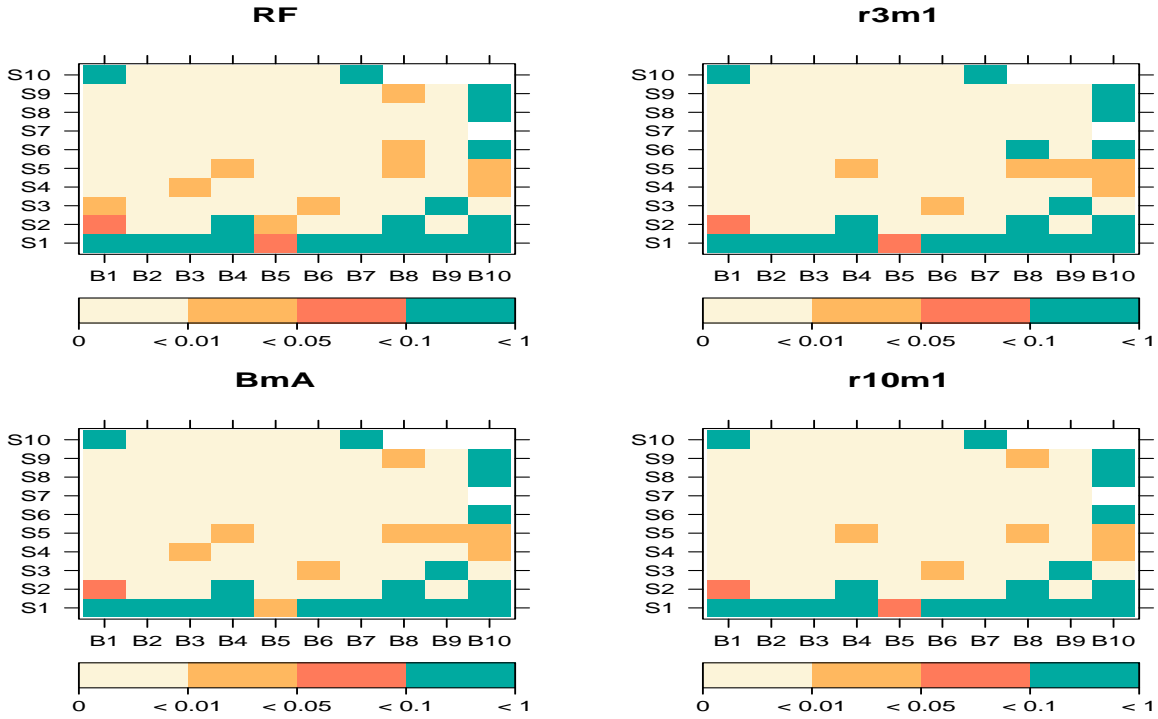 RF
S10
S9
S8
S7
S6
S5
S4
S3
S2
S1
B1 B2 B3 B4 B5 B6 B7 B8 B9 B10
0 < 0.01 < 0.05 < 0.1 < 1
r3m1
S10
S9
S8
S7
S6
S5
S4
S3
S2
S1
B1 B2 B3 B4 B5 B6 B7 B8 B9 B10
0 < 0.01 < 0.05 < 0.1 < 1
BmA
S10
S9
S8
S7
S6
S5
S4
S3
S2
S1
B1 B2 B3 B4 B5 B6 B7 B8 B9 B10
0 < 0.01 < 0.05 < 0.1 < 1
r10m1
S10
S9
S8
S7
S6
S5
S4
S3
S2
S1
B1 B2 B3 B4 B5 B6 B7 B8 B9 B10
0 < 0.01 < 0.05 < 0.1 < 1